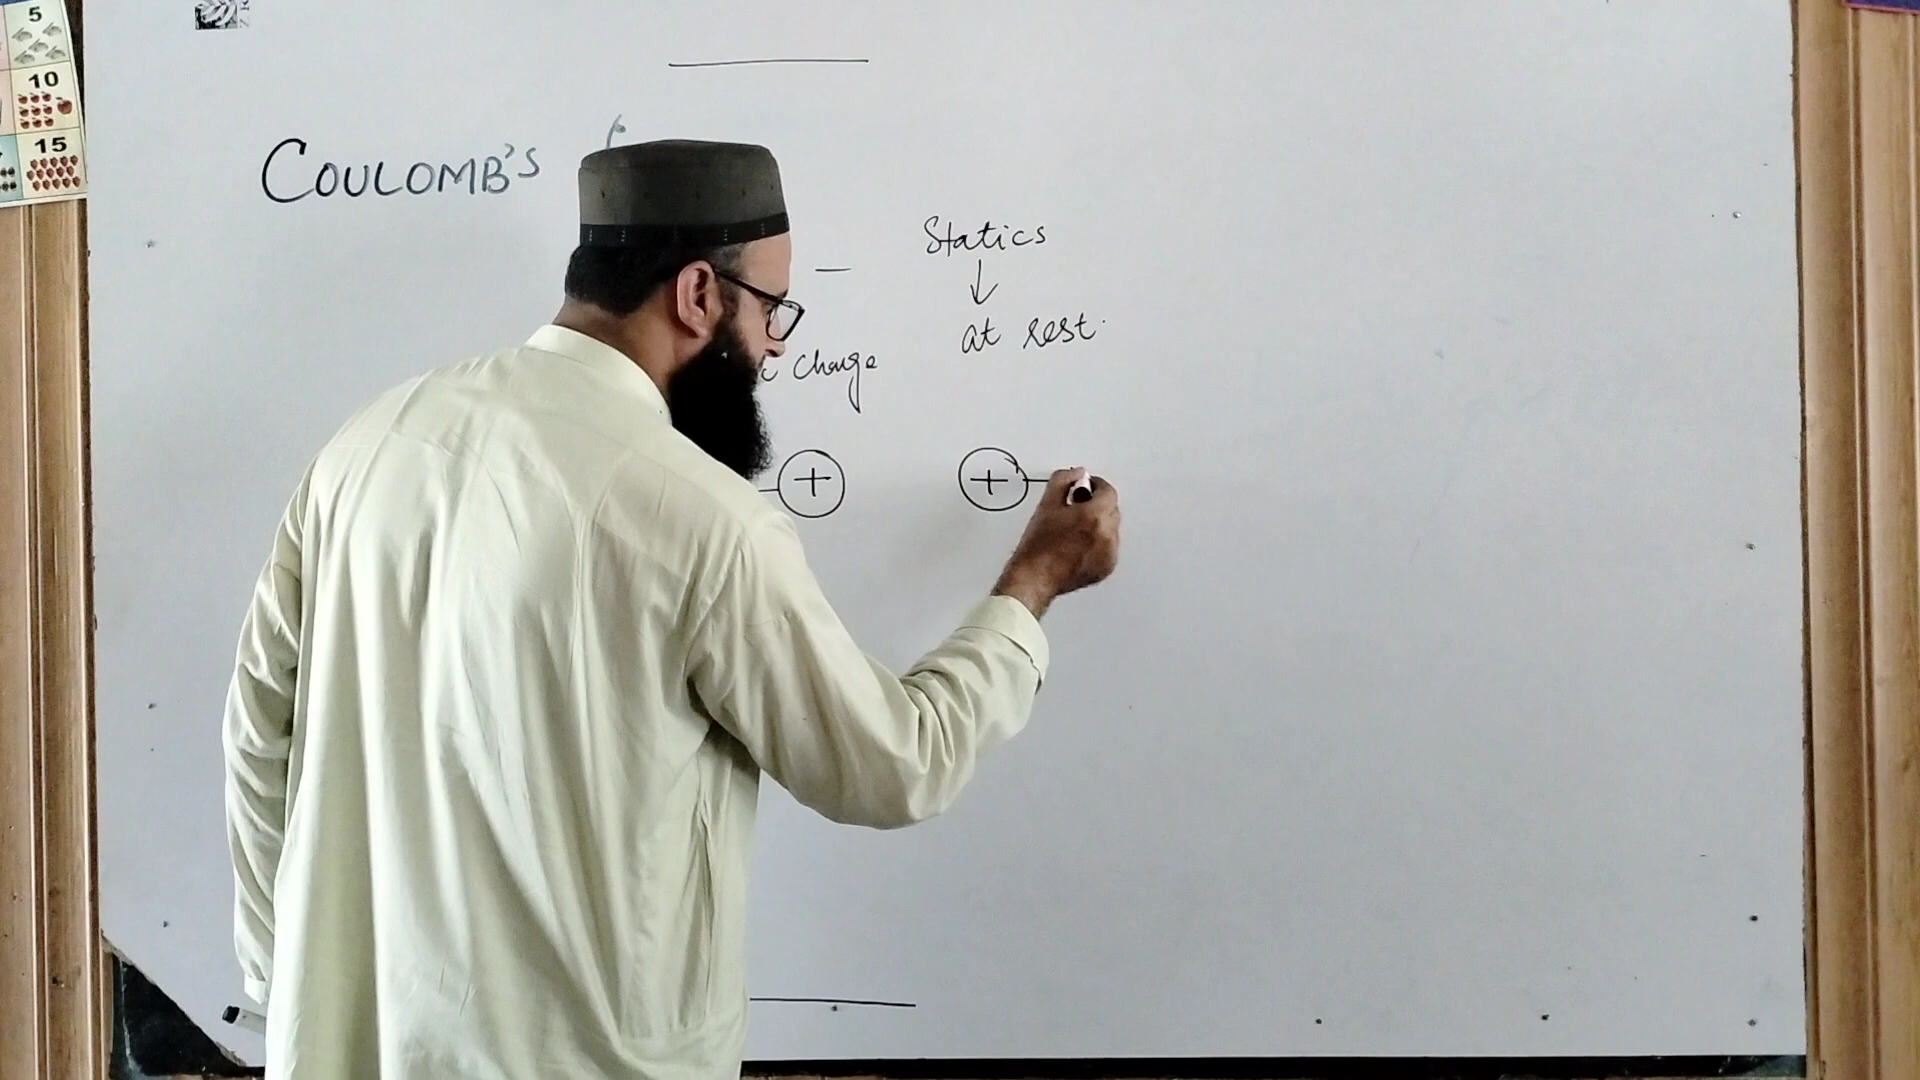 5
10
15
COULOMB'S
Statics
at rest.
c charge
+ +